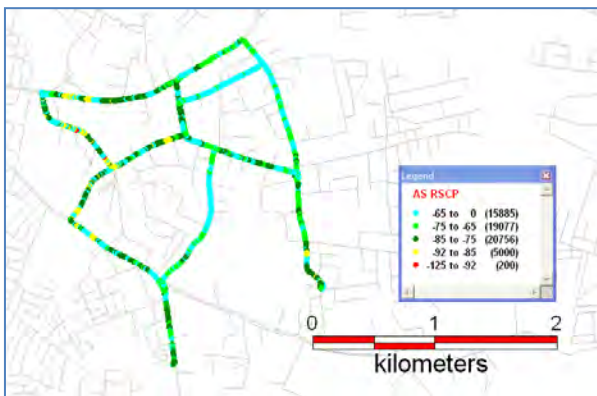 Legend
AS RSCP
-65 to 0 (15885)
-75 to -65 (19077)
-85 to -75 (20756)
-92 to -85 (5000)
-125 to -92 (200)
0 1 2
kilometers